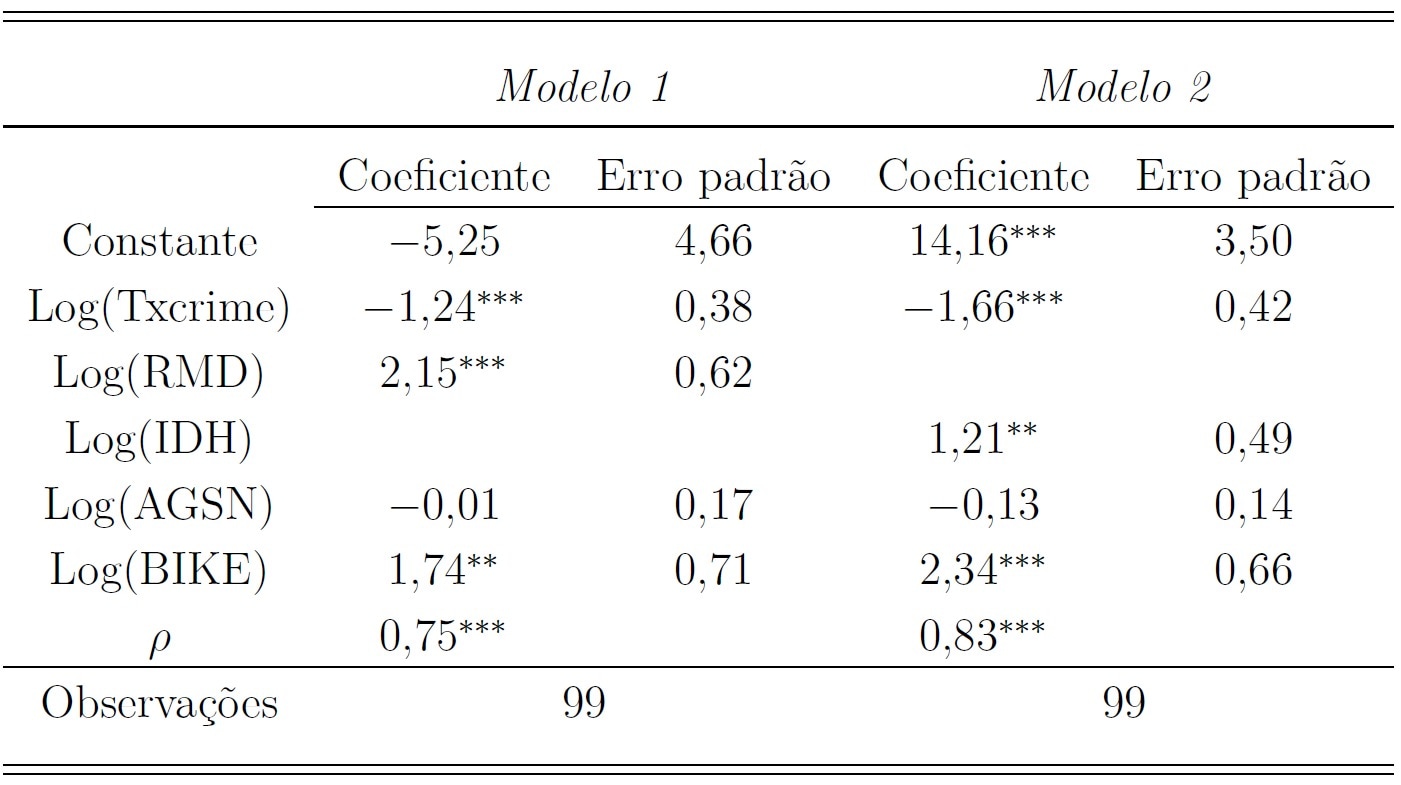 Modelo 1 Modelo 2
Coeficiente Erro padrão Coeficiente Erro padrão
Constante −5,25 4,66 14,16*** 3,50
Log(Txcrime) −1,24*** 0,38 −1,66*** 0,42
Log(RMD) 2,15*** 0,62
Log(IDH) 1,21** 0,49
Log(AGSN) −0,01 0,17 −0,13 0,14
Log(BIKE) 1,74** 0,71 2,34*** 0,66
ρ 0,75*** 0,83***
Observações 99 99